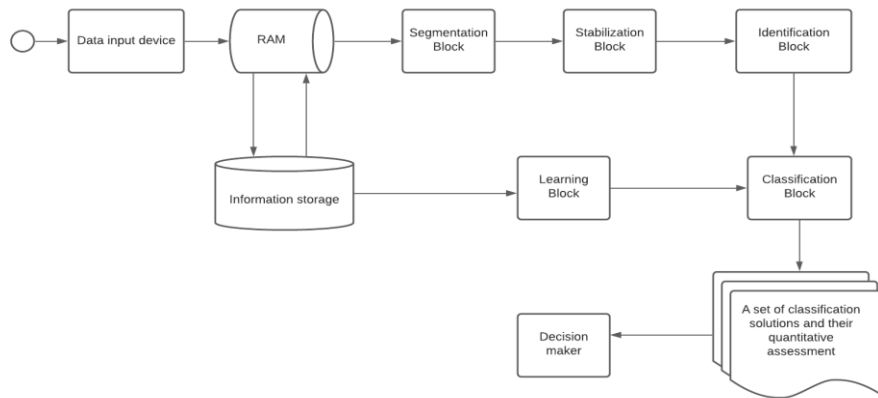 Data input device
RAM
Segmentation
Block
Stabilization
Block
Identification
Block
Information storage
Learning
Block
Classification
Block
A set of classification
solutions and their
quantitative
assessment
Decision
maker